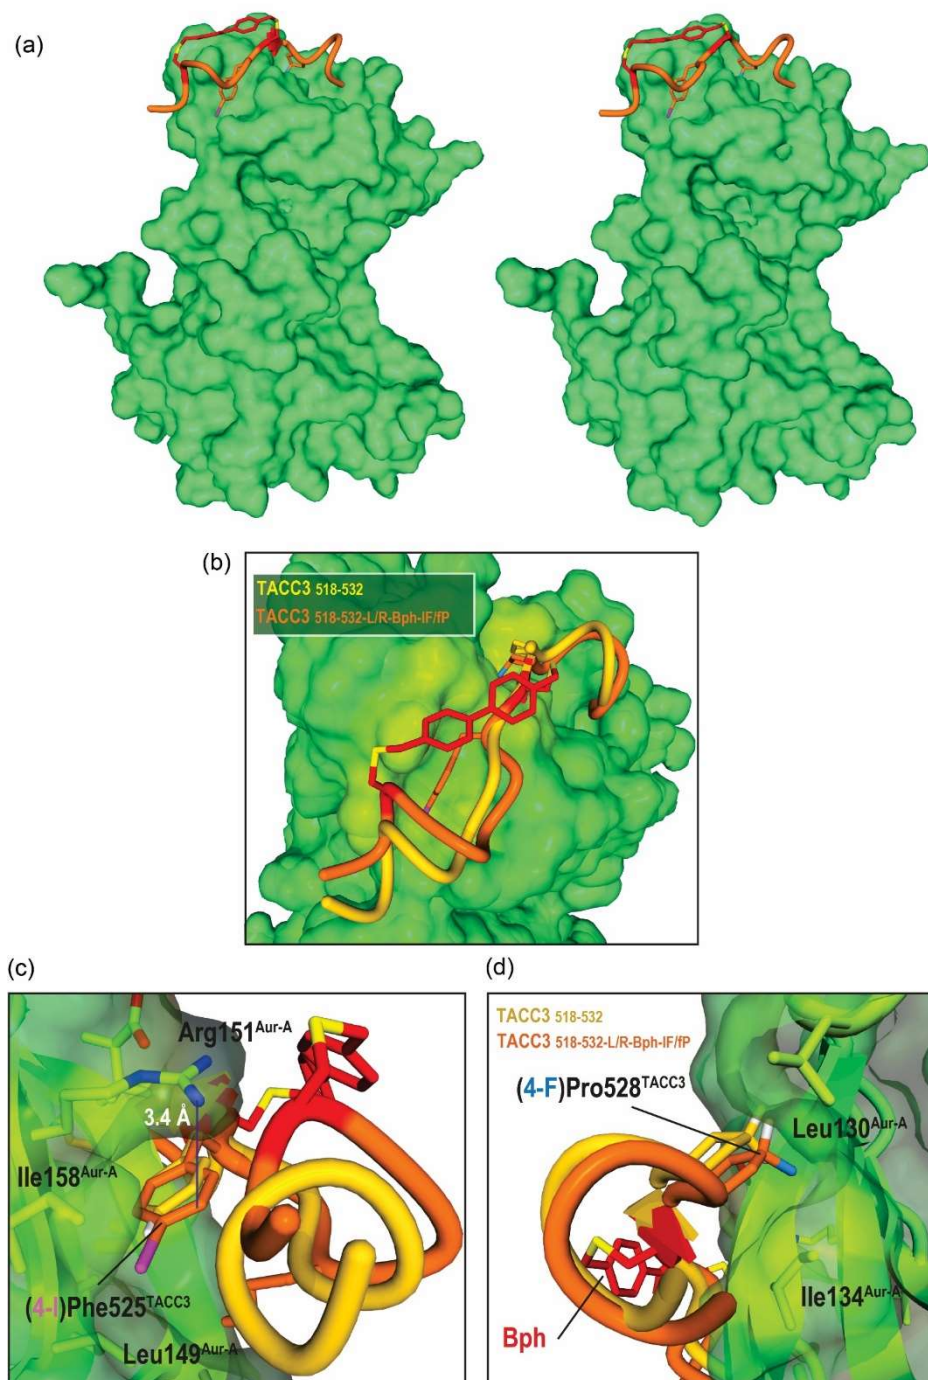 (a)
(b)
TACC3 518-532
TACC3 518-532-L/R-Bph-IF/fP
(c)
(d)
Arg151Aur-A
3.4 Å
Ile158Aur-A
(4-I)Phe525TACC3
Leu149Aur-A
TACC3 518-532
TACC3 518-532-L/R-Bph-IF/fP
(4-F)Pro528TACC3
Leu130Aur-A
Ile134Aur-A
Bph